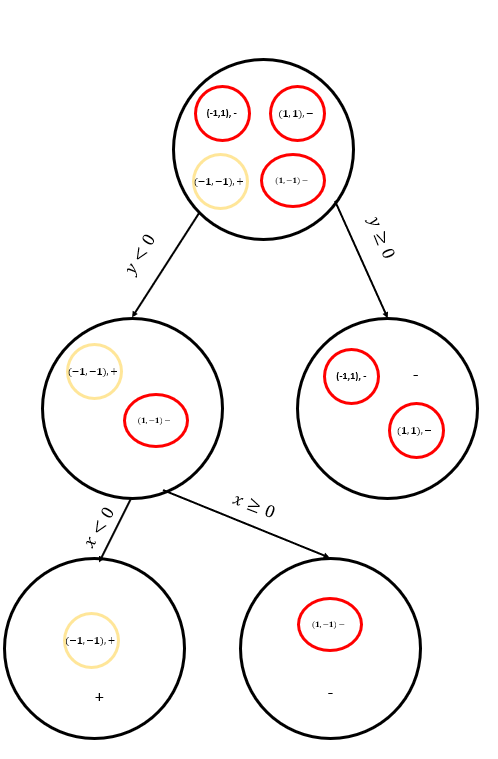 (-1,1), -
(1, 1), −
(−1, −1), +
(1, −1) −
y < 0
y ≥ 0
(−1, −1), +
(1, −1) −
(-1,1), -
-
(1, 1), −
x < 0
x ≥ 0
(−1, −1), +
+
(1, −1) −
-